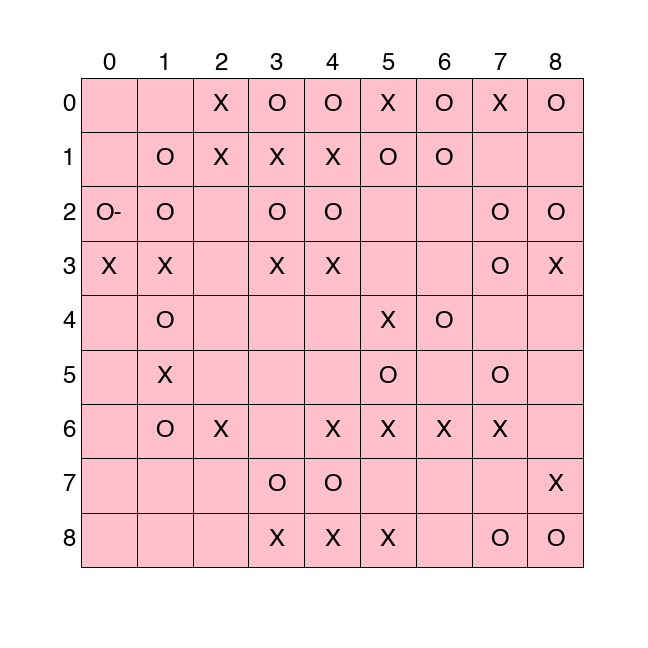 0 1 2 3 4 5 6 7 8
0 X O O X O X O
1 O X X X O O
2 O- O O O O O
3 X X X X O X
4 O X O
5 X O O
6 O X X X X X
7 O O X
8 X X X O O